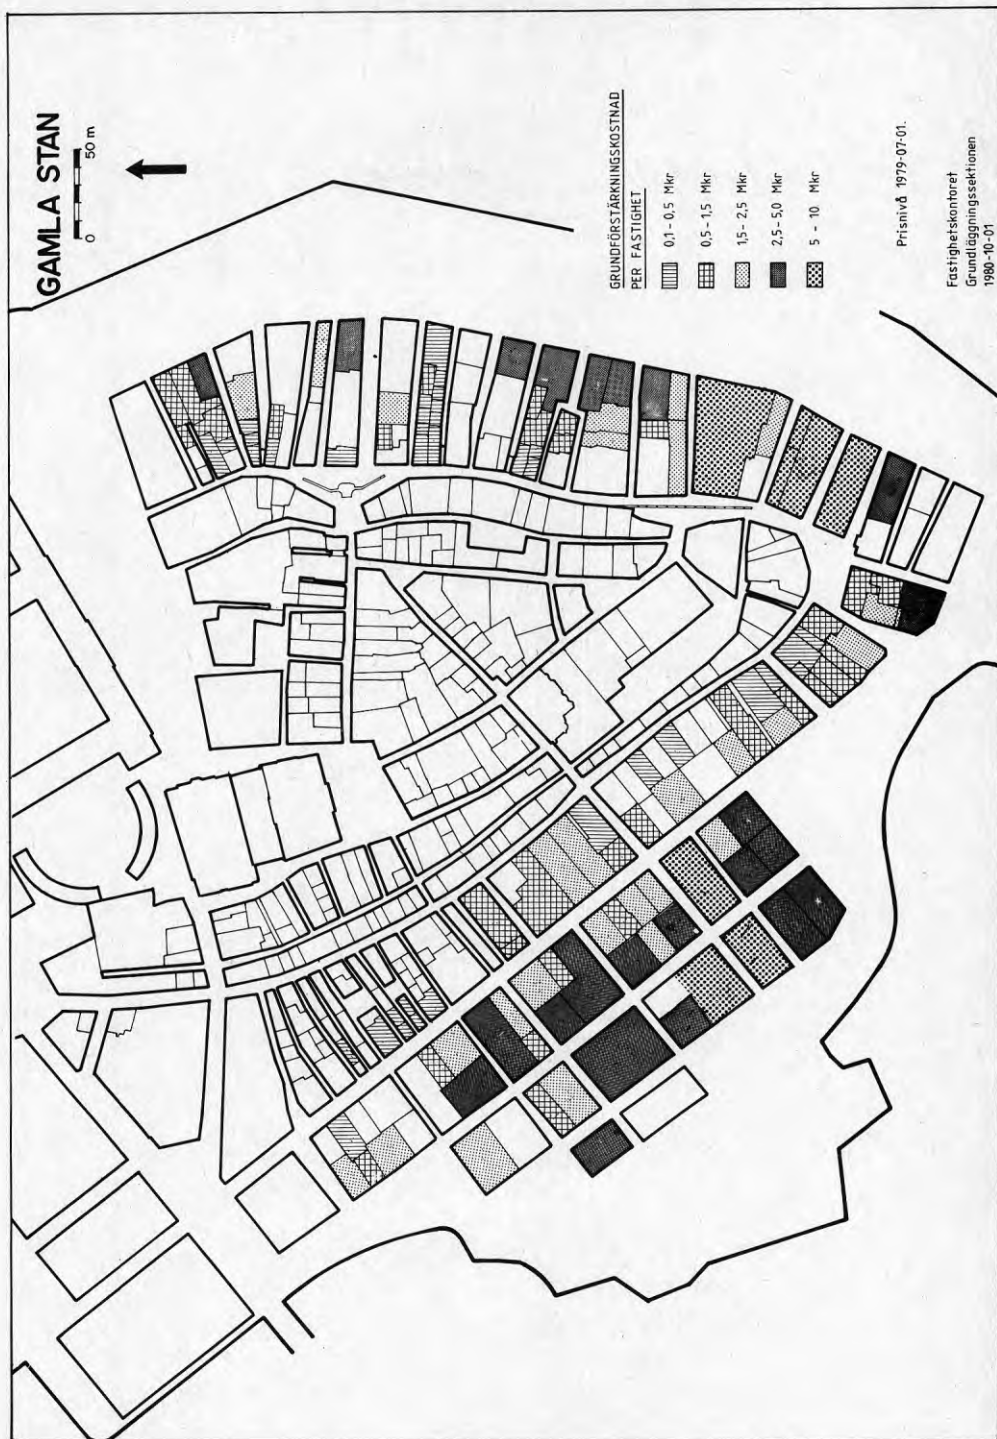 GAMLA STAN
0 50 m
GRUNDFÖRSTÄRKNINGSKOSTNAD
PER FASTIGHET
0,1 - 0,5 Mkr
0,5 - 1,5 Mkr
1,5 - 2,5 Mkr
2,5 - 5,0 Mkr
5 - 10 Mkr
Prisnivå 1979-07-01.
Fastighetskontoret
Grundläggningssektionen
1980-10-01